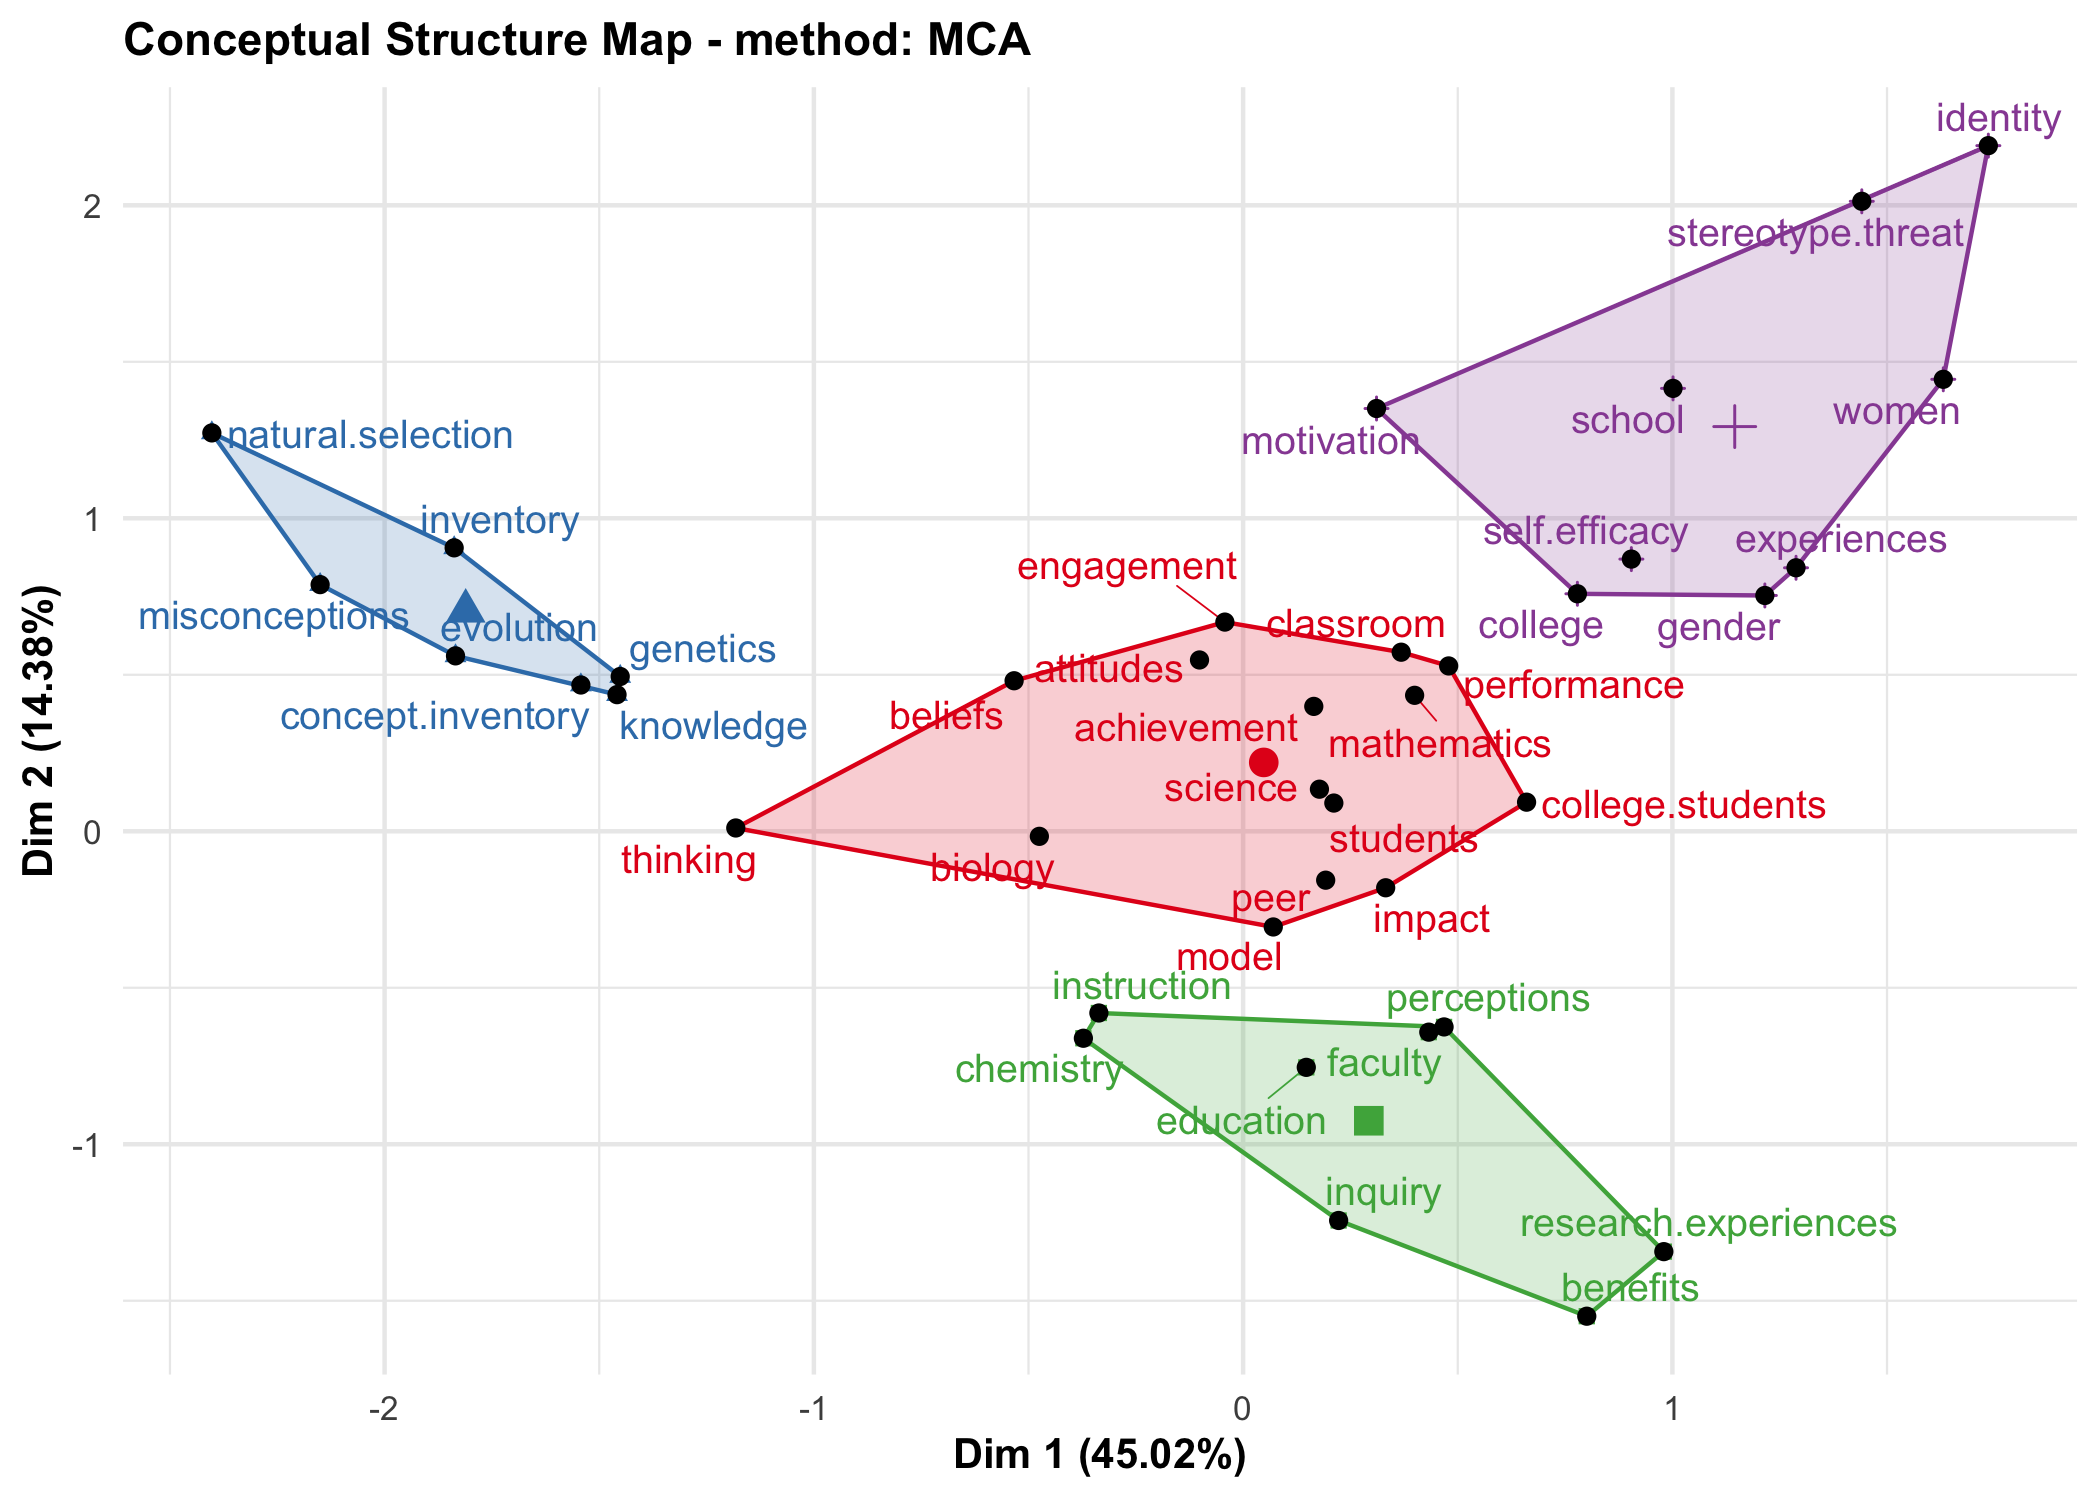 Conceptual Structure Map - method: MCA
identity
2
stereotype.threat
women
school
motivation
natural.selection
inventory
1
self.efficacy
experiences
engagement
misconceptions
evolution
classroom
college
gender
genetics
attitudes
performance
beliefs
concept.inventory
knowledge
achievement
mathematics
science
college.students
0
students
thinking
biology
peer
impact
model
instruction
perceptions
chemistry
faculty
education
-1
inquiry
research.experiences
benefits
-2
-1
0
1
Dim 1 (45.02%)
Dim 2 (14.38%)